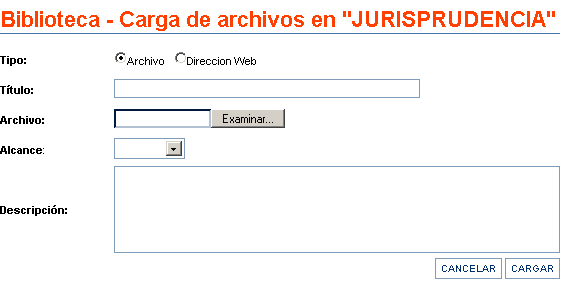 Biblioteca - Carga de archivos en "JURISPRUDENCIA"
Tipo: Archivo Direccion Web
Título:
Archivo: Examinar...
Alcance:
Descripción:
CANCELAR CARGAR